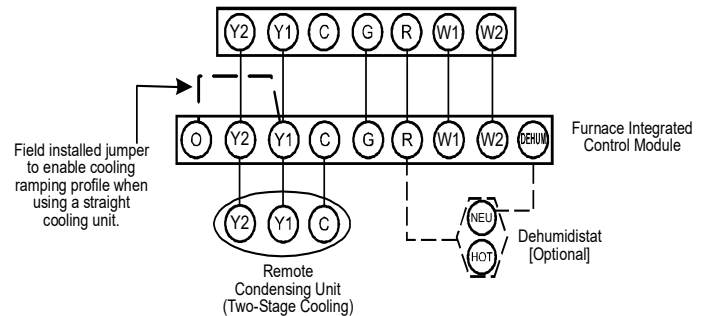 Y2 Y1 C G R W1 W2
O Y2 Y1 C G R W1 W2 DEHUM
Furnace Integrated
Control Module
Field installed jumper
to enable cooling
ramping profile when
using a straight
cooling unit.
Y2 Y1 C
Remote
Condensing Unit
(Two-Stage Cooling)
NEU
HOT
Dehumidistat
[Optional]